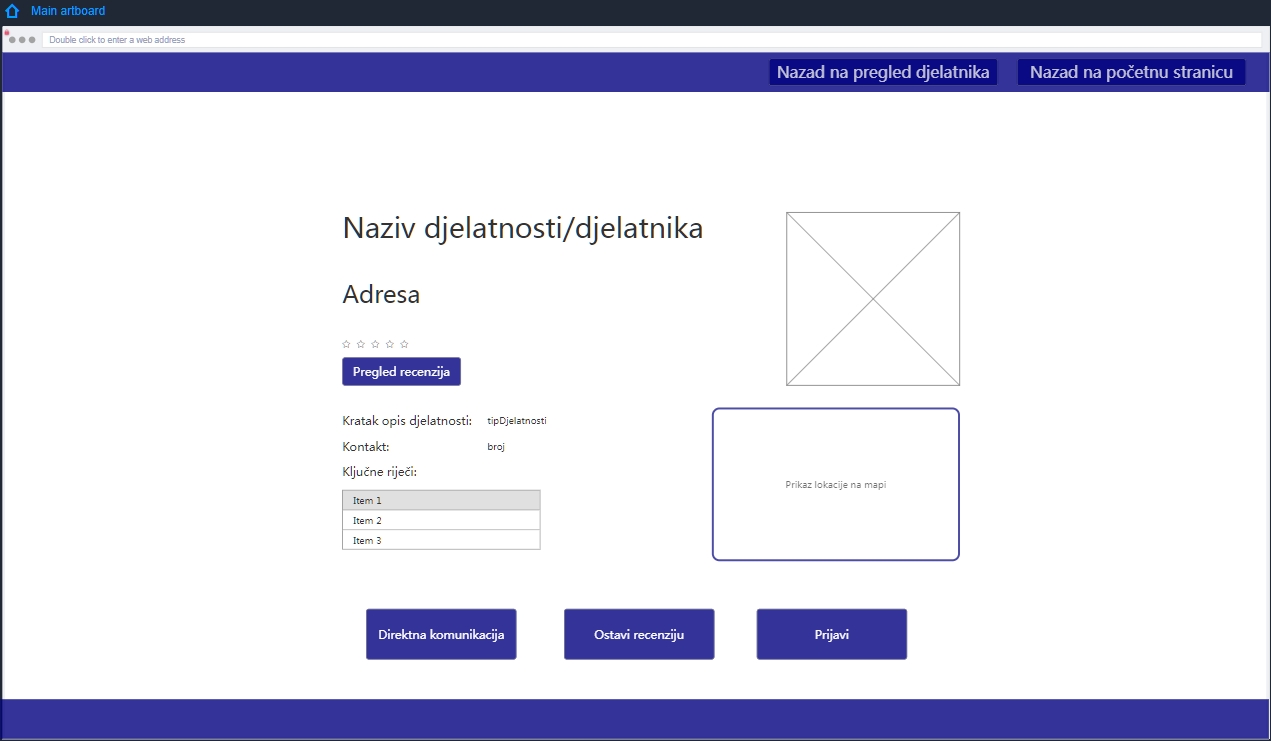 Main artboard
Double click to enter a web address
Nazad na pregled djelatnika
Nazad na početnu stranicu
Naziv djelatnosti/djelatnika
Adresa
Pregled recenzija
Kratak opis djelatnosti: tipDjelatnosti
Kontakt: broj
Ključne riječi:
Item 1
Item 2
Item 3
Prikaz lokacije na mapi
Direktna komunikacija
Ostavi recenziju
Prijavi